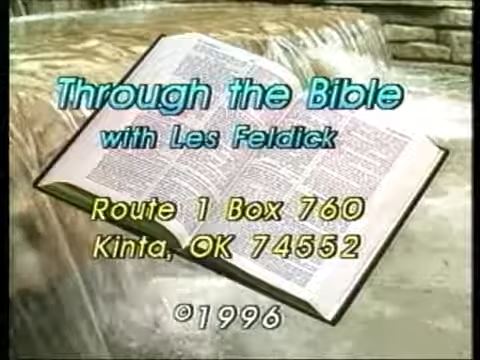 Through the Bible
with Les Feldick
Route 1 Box 760
Kinta, OK 74552
©1996